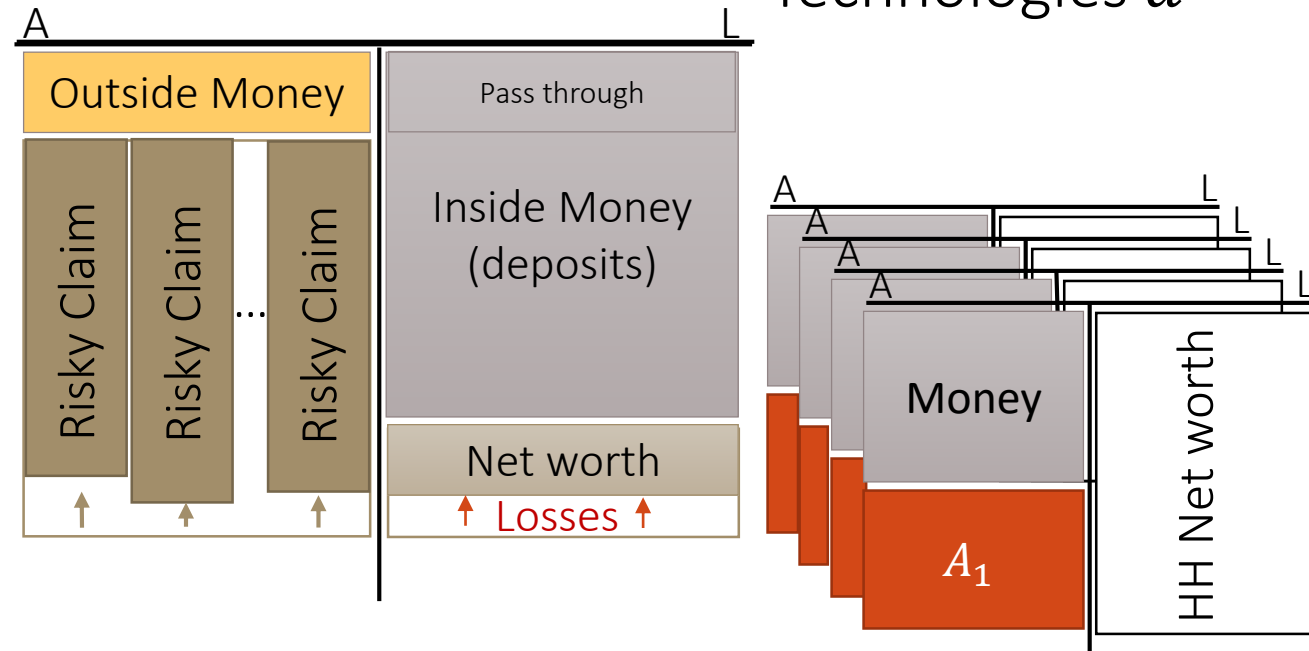 Technologies a
A L
Outside Money
Pass through
Inside Money
(deposits)
Risky Claim
Risky Claim
...
Risky Claim
Net worth
Losses
A L
A L
A L
A L
Money
A₁
HH Net worth